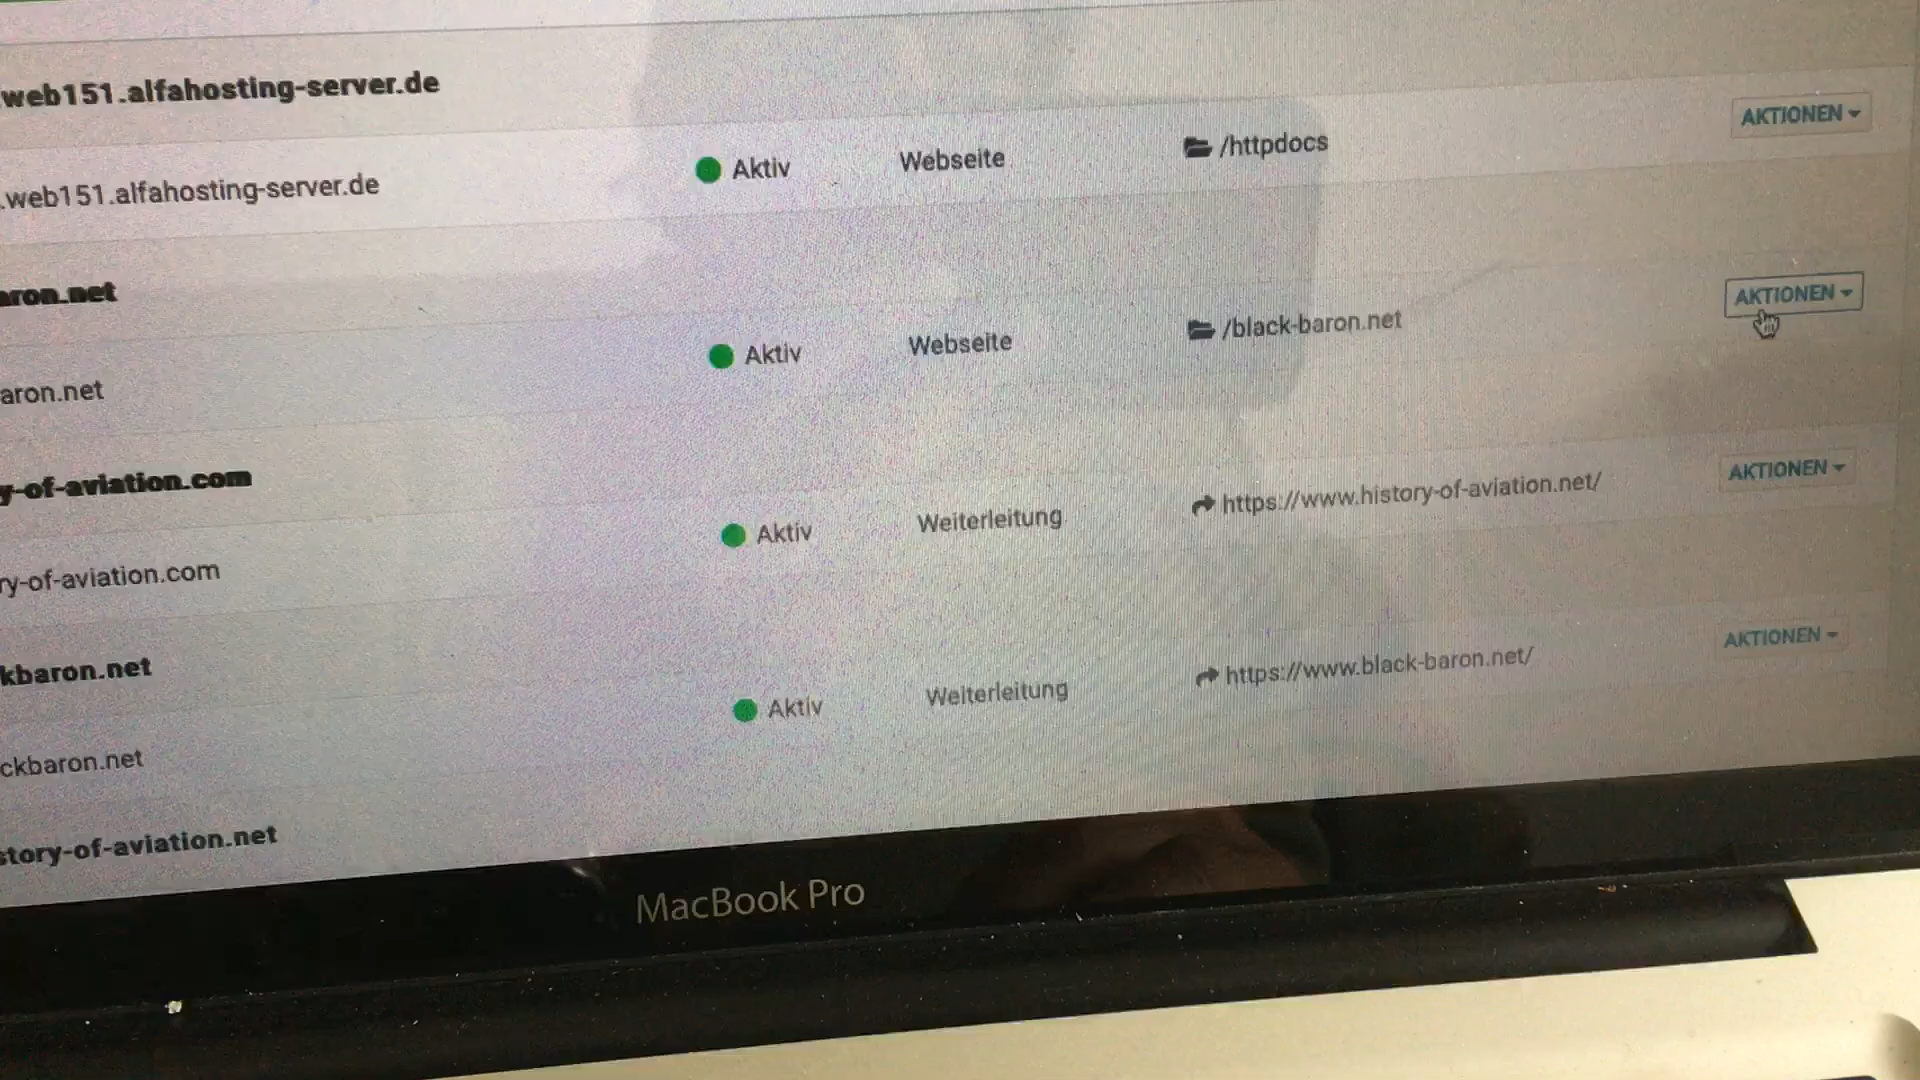 .web151.alfahosting-server.de
.web151.alfahosting-server.de Aktiv Webseite /httpdocs AKTIONEN
aron.net
aron.net Aktiv Webseite /black-baron.net AKTIONEN
y-of-aviation.com
ry-of-aviation.com Aktiv Weiterleitung https://www.history-of-aviation.net/ AKTIONEN
kbaron.net
ckbaron.net Aktiv Weiterleitung https://www.black-baron.net/ AKTIONEN
story-of-aviation.net
MacBook Pro